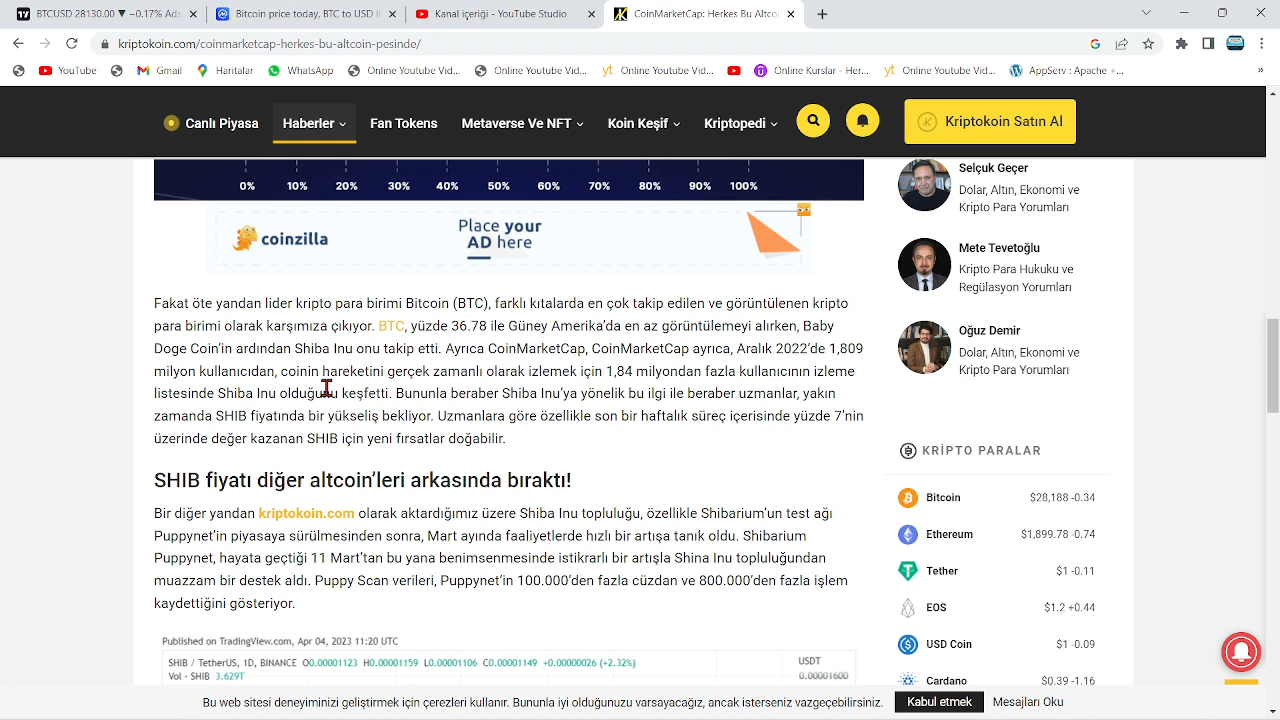 BTCUSD 28130.00 ▼ −0.17% Ads
Bitcoin price today, BTC to USD li
Kanal içeriği - YouTube Studio
CoinMarketCap: Herkes Bu Altco
kriptokoin.com/coinmarketcap-herkes-bu-altcoin-pesinde/
YouTube
Gmail
Haritalar
WhatsApp
Online Youtube Vid...
Online Youtube Vid...
Online Youtube Vid...
Online Kurslar - Her...
Online Youtube Vid...
AppServ : Apache +...
»
Canlı Piyasa
Haberler
Fan Tokens
Metaverse Ve NFT
Koin Keşif
Kriptopedi
Kriptokoin Satın Al
0% 10% 20% 30% 40% 50% 60% 70% 80% 90% 100%
coinzilla
Place your
AD here
Fakat öte yandan lider kripto para birimi Bitcoin (BTC), farklı kıtalarda en çok takip edilen ve görüntülenen kripto
para birimi olarak karşımıza çıkıyor. BTC, yüzde 36.78 ile Güney Amerika’da en az görüntülemeyi alırken, Baby
Doge Coin’in ardından Shiba Inu onu takip etti. Ayrıca CoinMarketCap, CoinMarketCap ayrıca, Aralık 2022’de 1,809
milyon kullanıcıdan, coinin hareketini gerçek zamanlı olarak izlemek için 1,84 milyondan fazla kullanıcının izleme
listesinde Shiba Inu olduğunu keşfetti. Bununla beraber Shiba Inu’ya yönelik bu ilgi ile beraber uzmanlar, yakın
zamanda SHIB fiyatında bir yükseliş bekliyor. Uzmanlara göre özellikle son bir haftalık süreç içerisinde yüzde 7’nin
üzerinde değer kazanan SHIB için yeni fırsatlar doğabilir.
SHIB fiyatı diğer altcoin’leri arkasında bıraktı!
Bir diğer yandan kriptokoin.com olarak aktardığımız üzere Shiba Inu topluluğu, özellikle Shibarium’un test ağı
Puppynet’in piyasaya sürülmesinden sonra, Mart ayında faaliyetlerde hızlı bir artışa tanık oldu. Shibarium
Puppynet, hayata geçtiği 11 Mart’tan bu yana benimsenmesinde istikrarlı bir artışla Shina Inu topluluğundan
muazzam bir destek aldı. Puppy Scan verileri, Puppynet’in 100.000’den fazla cüzdan ve 800.000’den fazla işlem
kaydettiğini gösteriyor.
Published on TradingView.com, Apr 04, 2023 11:20 UTC
SHIB / TetherUS, 1D, BINANCE O0.00001123 H0.00001159 L0.00001106 C0.00001149 +0.00000026 (+2.32%)
Vol - SHIB 3.629T
USDT
0.00001600
Selçuk Geçer
Dolar, Altın, Ekonomi ve
Kripto Para Yorumları
Mete Tevetoğlu
Kripto Para Hukuku ve
Regülasyon Yorumları
Oğuz Demir
Dolar, Altın, Ekonomi ve
Kripto Para Yorumları
KRİPTO PARALAR
Bitcoin $28,188 -0.34
Ethereum $1,899.78 -0.74
Tether $1 -0.11
EOS $1.2 +0.44
USD Coin $1 -0.09
Cardano $0.39 -1.16
Bu web site deneyiminizi geliştirmek için çerezleri kullanır. Bununla iyi olduğunuzu varsayacağız, ancak isterseniz vazgeçebilirsiniz.
Kabul etmek
Mesajları Oku